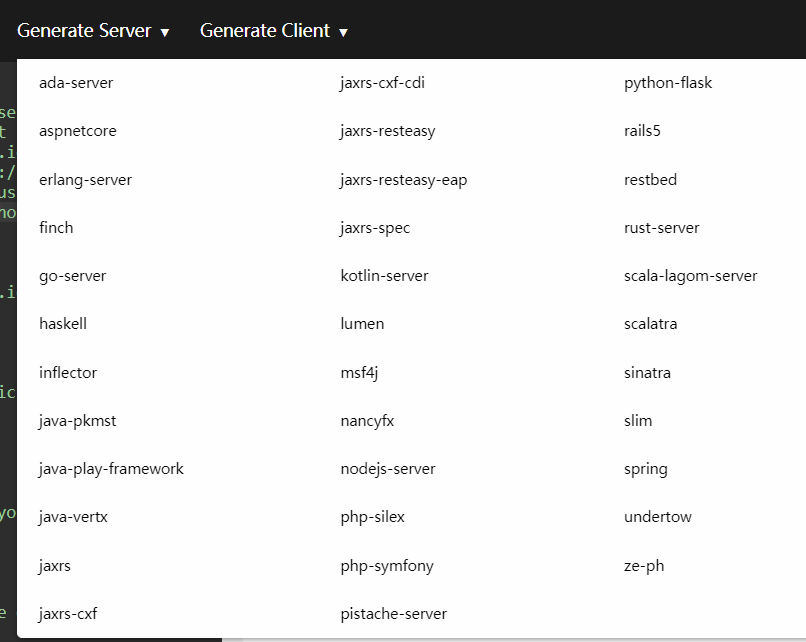 Generate Server ▼ Generate Client ▼
ada-server
aspnetcore
erlang-server
finch
go-server
haskell
inflector
java-pkmst
java-play-framework
java-vertx
jaxrs
jaxrs-cxf
jaxrs-cxf-cdi
jaxrs-resteasy
jaxrs-resteasy-eap
jaxrs-spec
kotlin-server
lumen
msf4j
nancyfx
nodejs-server
php-silex
php-symfony
pistache-server
python-flask
rails5
restbed
rust-server
scala-lagom-server
scalatra
sinatra
slim
spring
undertow
ze-ph